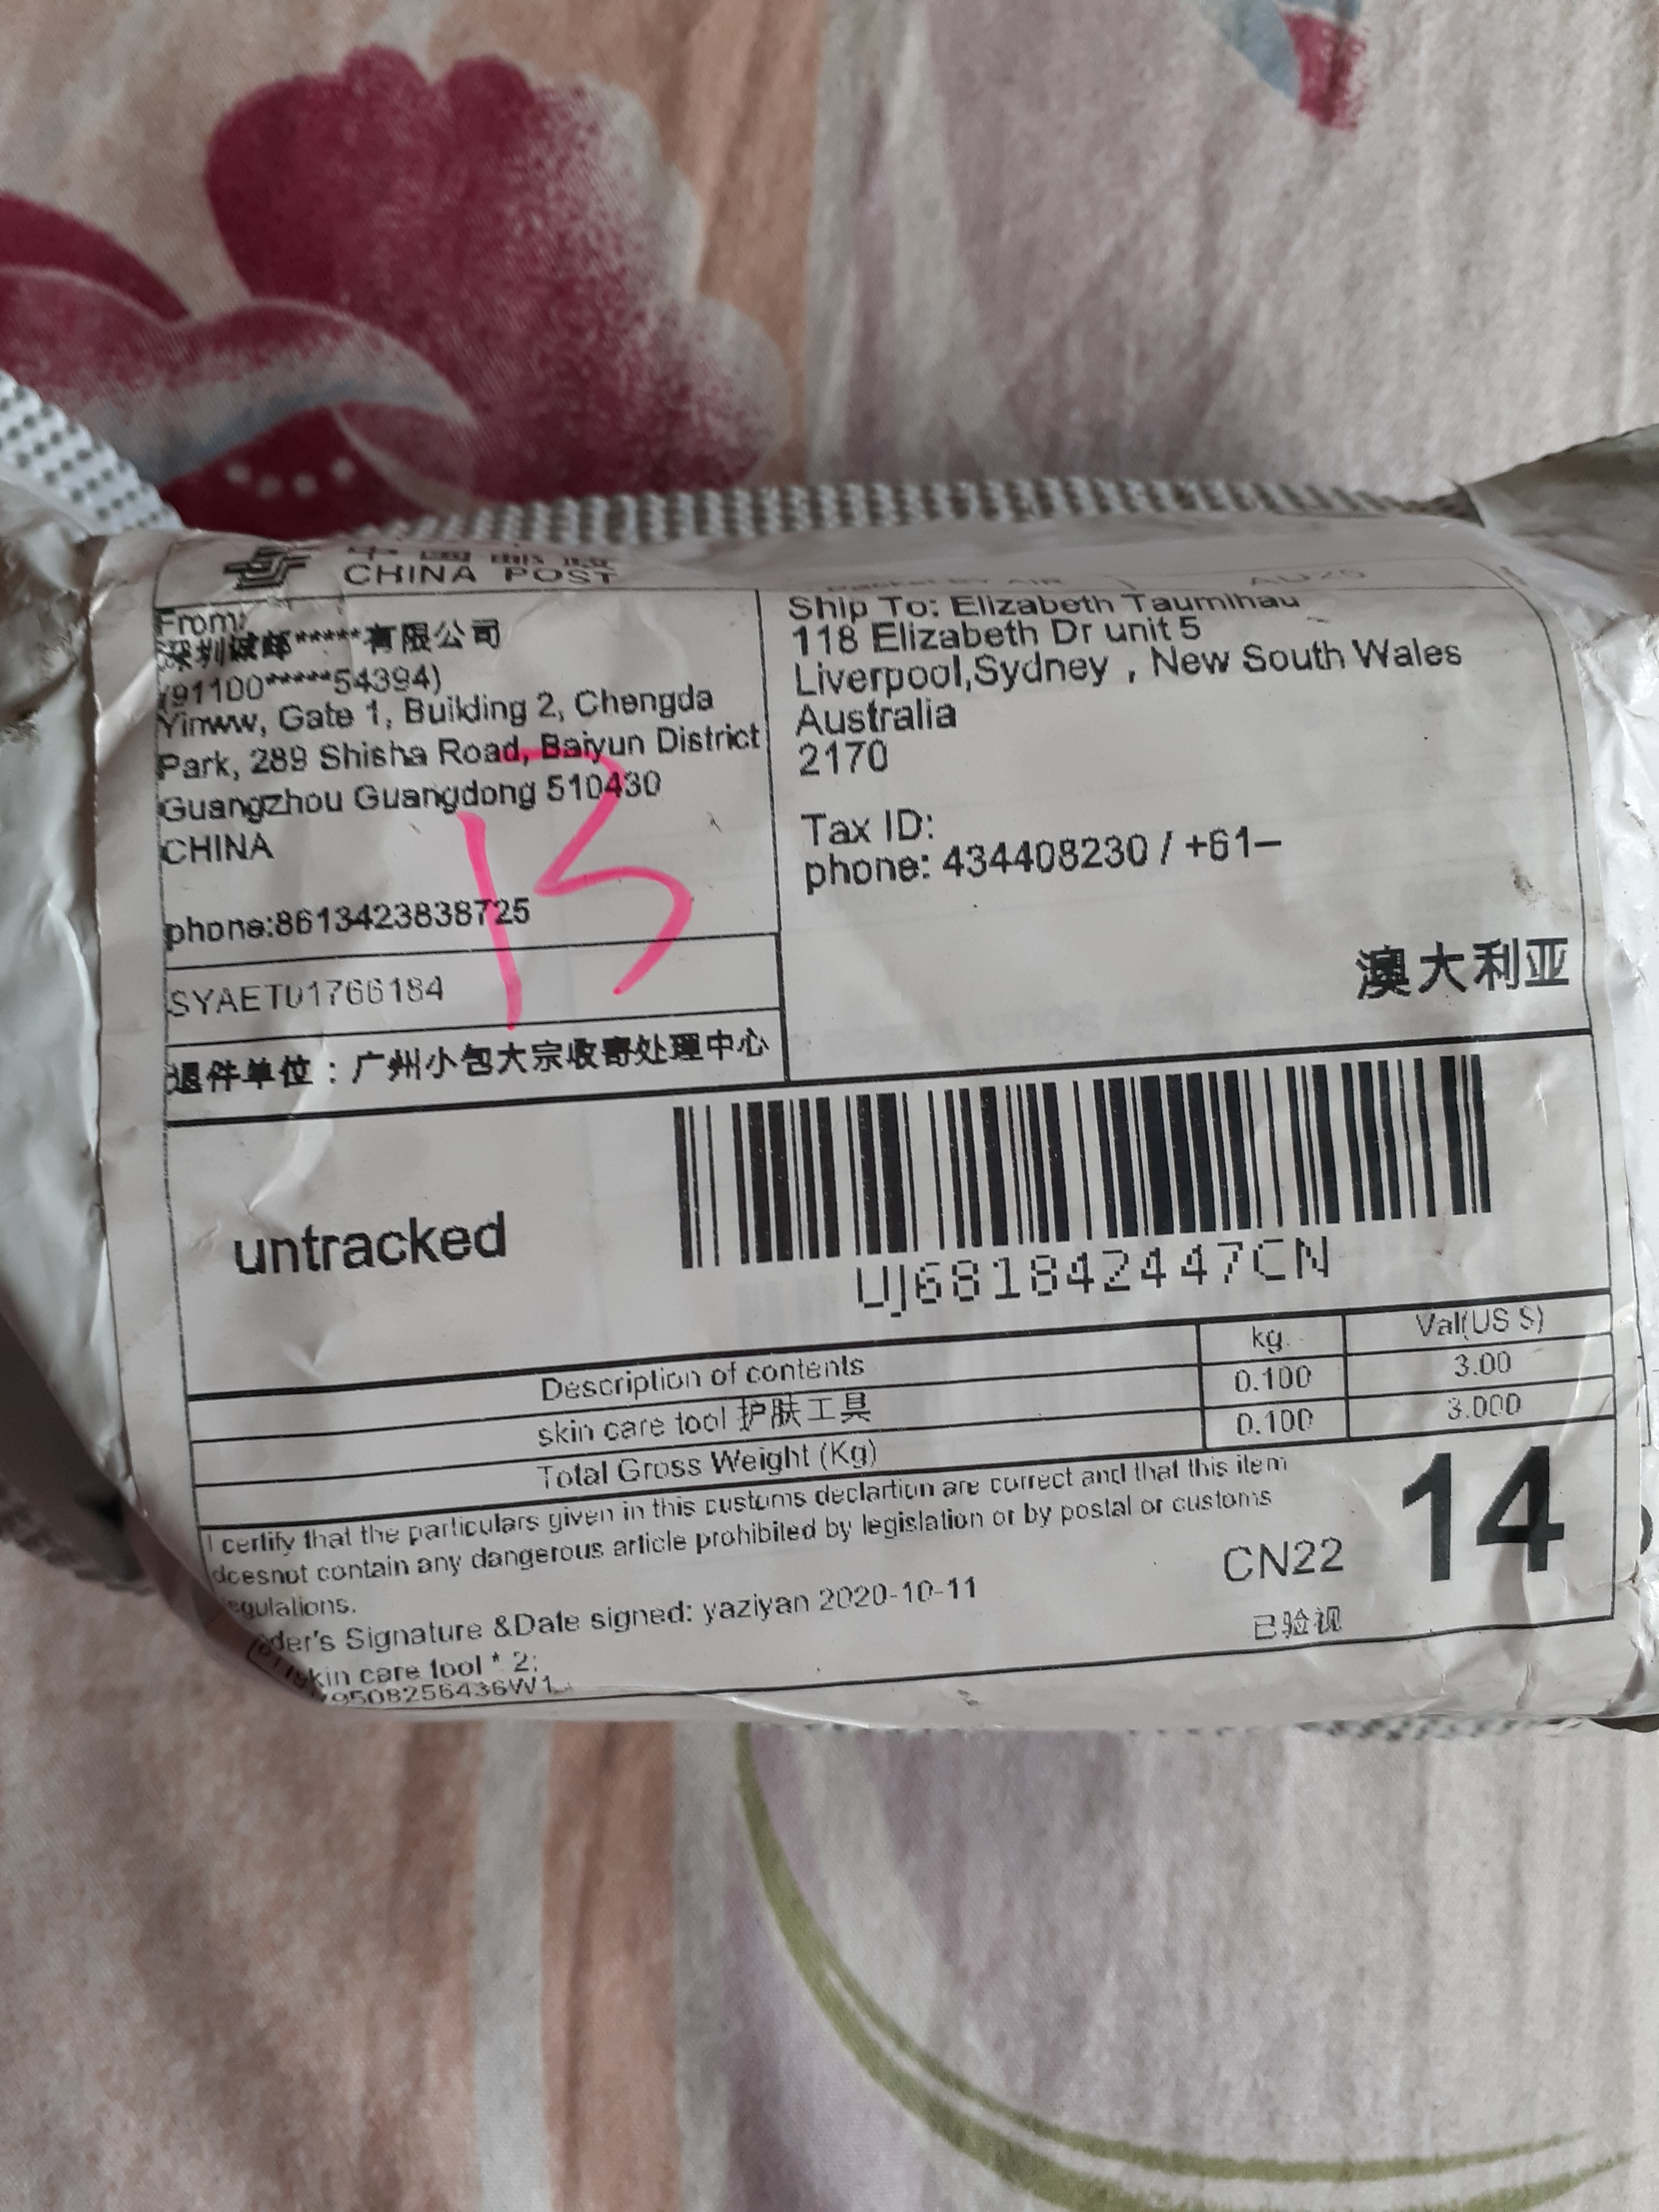 中国邮政
CHINA POST
From:
深圳诚邮*****有限公司
(91100*****54394)
Yinww, Gate 1, Building 2, Chengda
Park, 289 Shisha Road, Baiyun District
Guangzhou Guangdong 510430
CHINA
phone:8613423838725
SYAET01766184
退件单位：广州小包大宗收寄处理中心
15
Ship To: Elizabeth Taumihau
118 Elizabeth Dr unit 5
Liverpool,Sydney , New South Wales
Australia
2170
Tax ID:
phone: 434408230 / +61–
澳大利亚
untracked
UJ681842447CN
Description of contents kg. Val(US $)
skin care tool 护肤工具 0.100 3.00
Total Gross Weight (Kg) 0.100 3.000
I certify that the particulars given in this customs declartion are correct and that this item
doesnot contain any dangerous article prohibited by legislation or by postal or customs
regulations.
Signature &Date signed: yaziyan 2020-10-11
CN22
14
已验视
skin care tool * 2;